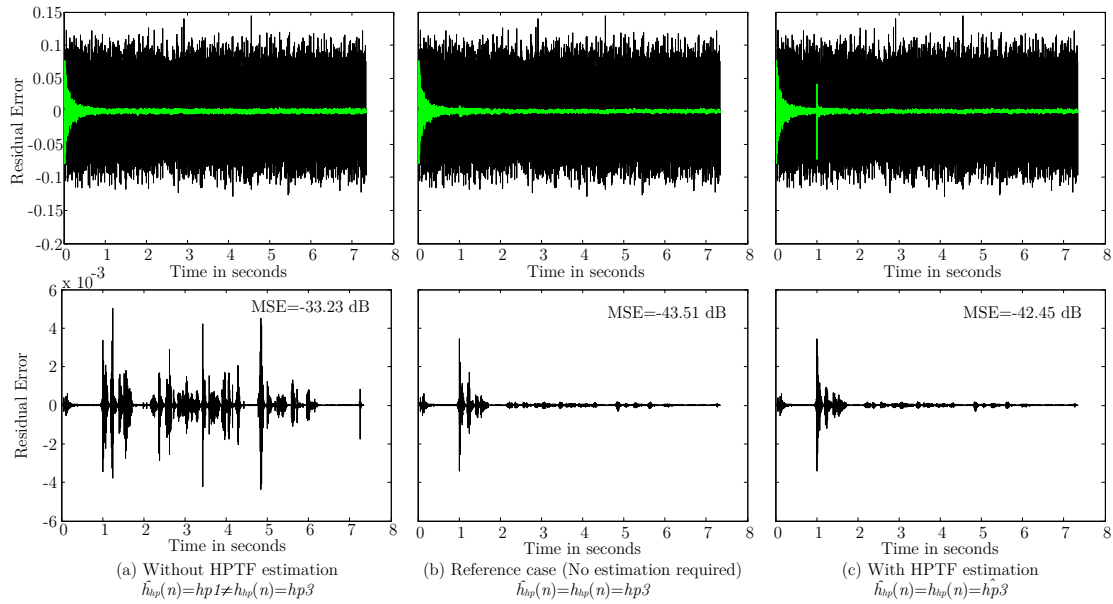 0.15
0.1
0.05
0
-0.05
-0.1
-0.15
-0.2
Residual Error
0 1 2 3 4 5 6 7 8
Time in seconds
0 1 2 3 4 5 6 7 8
Time in seconds
0 1 2 3 4 5 6 7 8
Time in seconds
x 10⁻³
6
4
2
0
-2
-4
-6
Residual Error
MSE=-33.23 dB
MSE=-43.51 dB
MSE=-42.45 dB
0 1 2 3 4 5 6 7 8
Time in seconds
0 1 2 3 4 5 6 7 8
Time in seconds
0 1 2 3 4 5 6 7 8
Time in seconds
(a) Without HPTF estimation
ĥhp(n)=hp1≠hhp(n)=hp3
(b) Reference case (No estimation required)
ĥhp(n)=hhp(n)=hp3
(c) With HPTF estimation
ĥhp(n)=hhp(n)=hp̂3